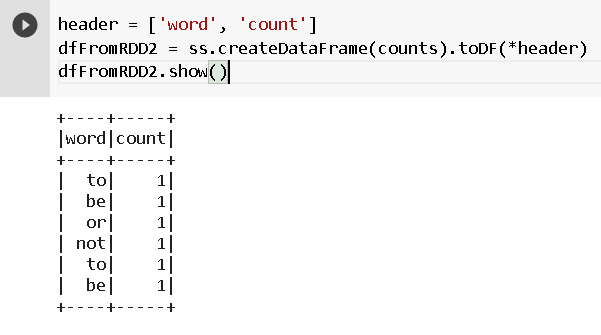 header = ['word', 'count']
dfFromRDD2 = ss.createDataFrame(counts).toDF(*header)
dfFromRDD2.show()
+----+-----+
|word|count|
+----+-----+
|  to|    1|
|  be|    1|
|  or|    1|
| not|    1|
|  to|    1|
|  be|    1|
+----+-----+